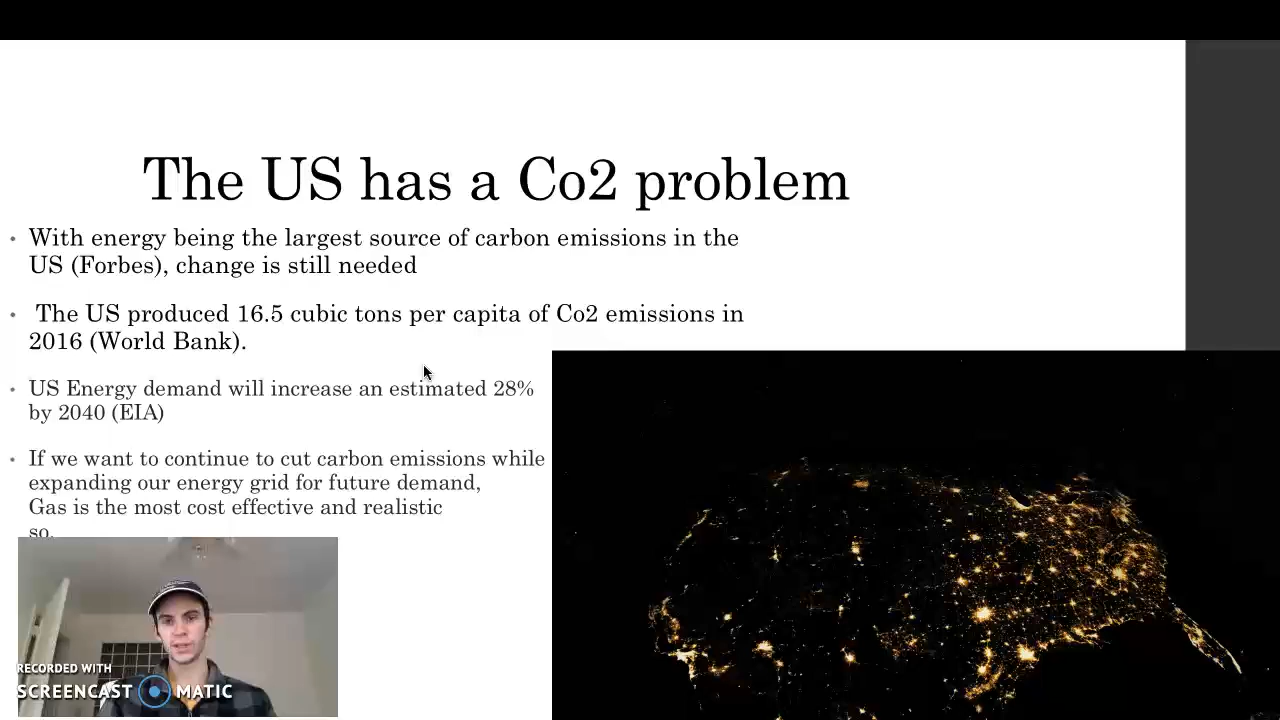 The US has a Co2 problem
• With energy being the largest source of carbon emissions in the
US (Forbes), change is still needed
• The US produced 16.5 cubic tons per capita of Co2 emissions in
2016 (World Bank).
• US Energy demand will increase an estimated 28%
by 2040 (EIA)
• If we want to continue to cut carbon emissions while
expanding our energy grid for future demand,
Gas is the most cost effective and realistic
so.
RECORDED WITH
SCREENCAST MATIC